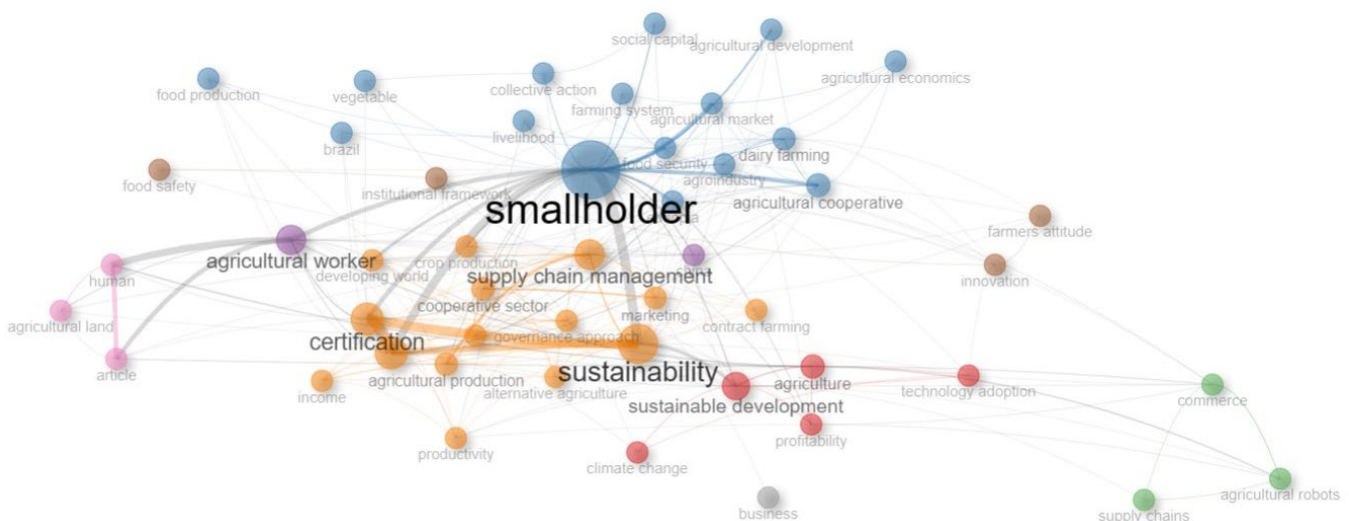 social capital
agricultural development
agricultural economics
food production
vegetable
collective action
farming system
agricultural market
brazil
livelihood
food security
dairy farming
food safety
institutional framework
agroindustry
agricultural cooperative
smallholder
farmers attitude
agricultural worker
human
developing world
crop production
supply chain management
innovation
cooperative sector
agricultural land
marketing
contract farming
certification
governance approach
article
income
agricultural production
alternative agriculture
sustainability
agriculture
technology adoption
commerce
sustainable development
productivity
profitability
climate change
business
supply chains
agricultural robots